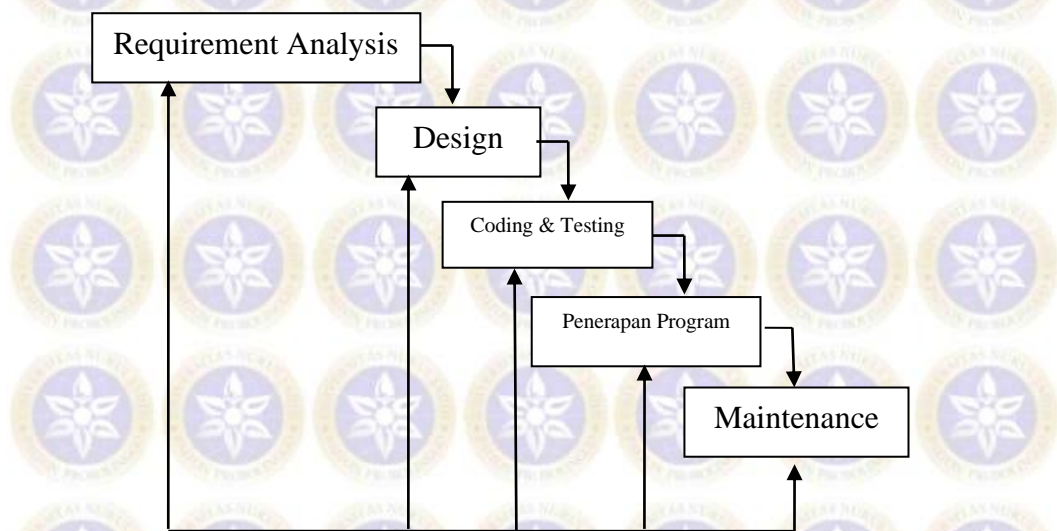 Requirement Analysis
Design
Coding & Testing
Penerapan Program
Maintenance